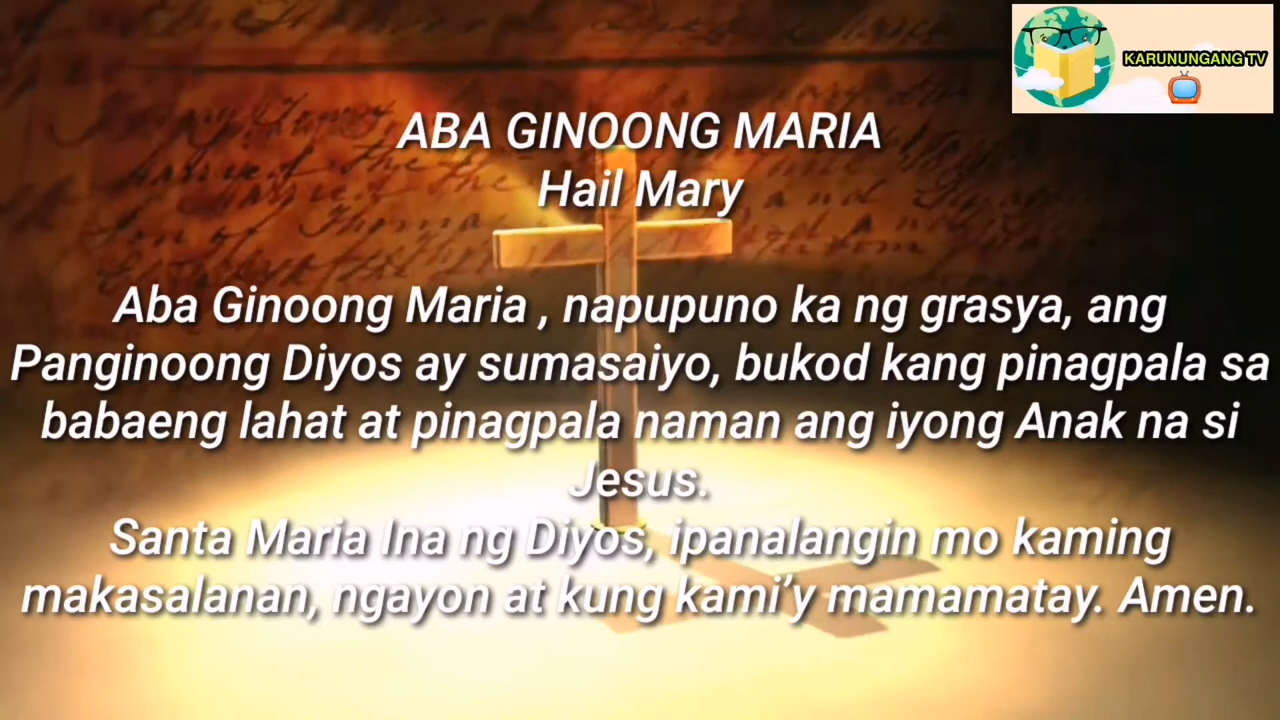 KARUNUNGANG TV
ABA GINOONG MARIA
Hail Mary
Aba Ginoong Maria , napupuno ka ng grasya, ang
Panginoong Diyos ay sumasaiyo, bukod kang pinagpala sa
babaeng lahat at pinagpala naman ang iyong Anak na si
Jesus.
Santa Maria Ina ng Diyos, ipanalangin mo kaming
makasalanan, ngayon at kung kami’y mamamatay. Amen.